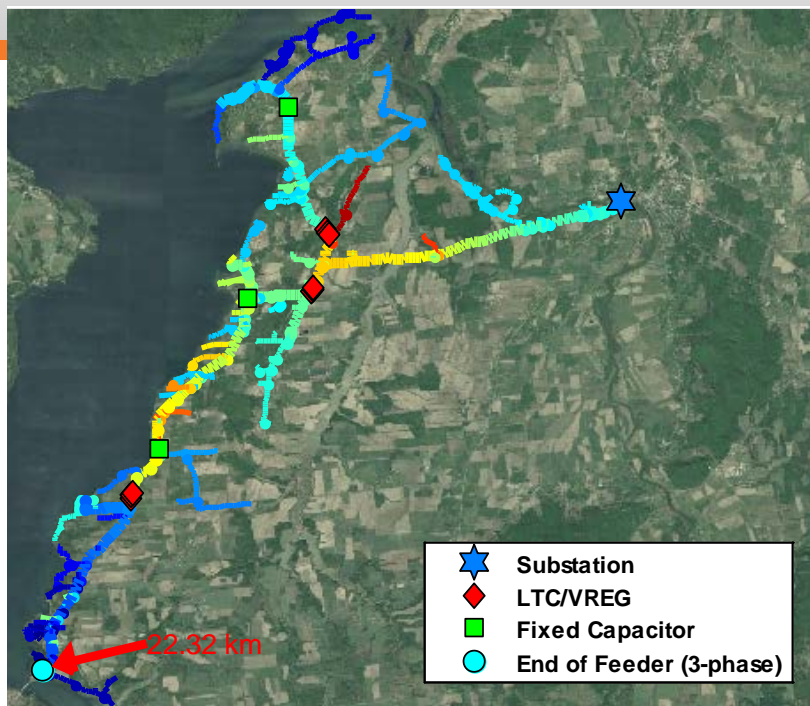 Substation
LTC/VREG
Fixed Capacitor
End of Feeder (3-phase)
22.32 km